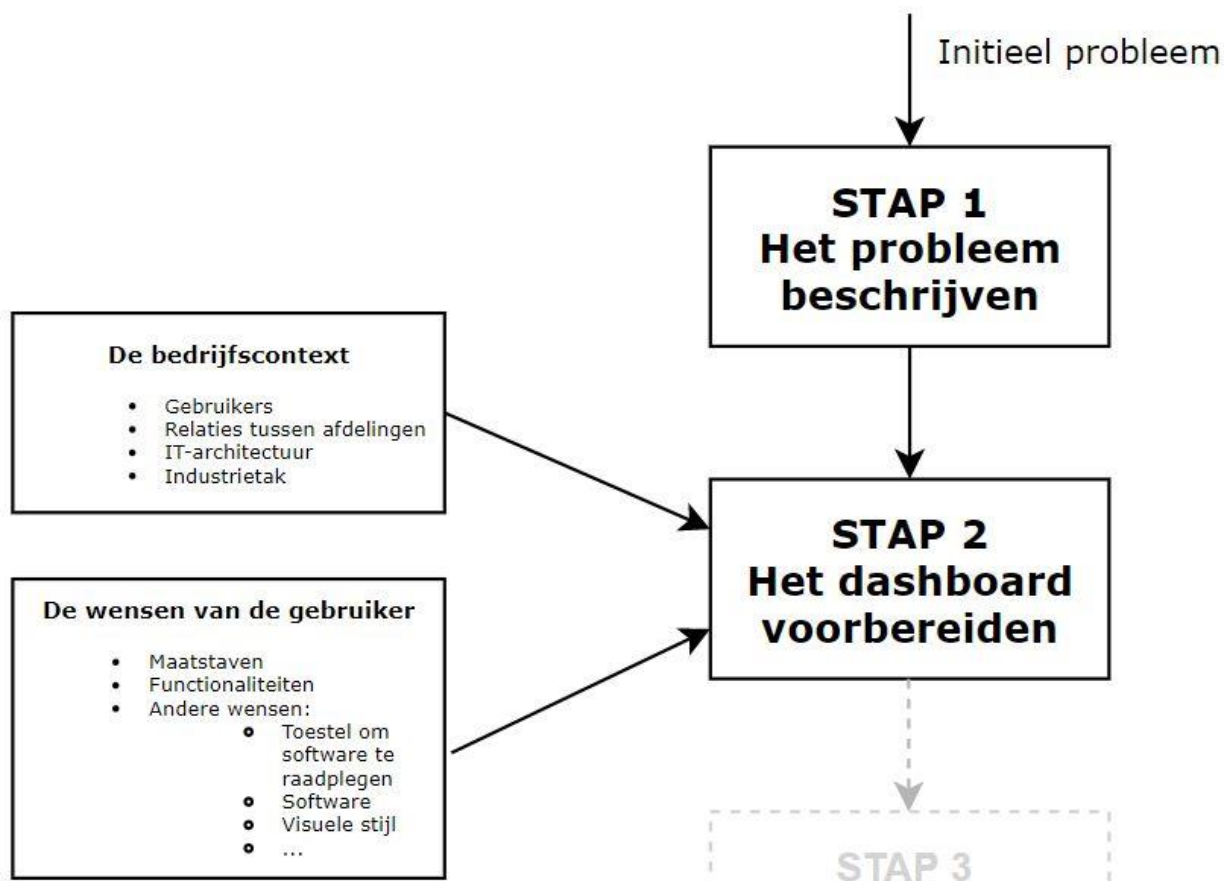 Initieel probleem
STAP 1
Het probleem
beschrijven
De bedrijfscontext
• Gebruikers
• Relaties tussen afdelingen
• IT-architectuur
• Industrietak
STAP 2
Het dashboard
voorbereiden
De wensen van de gebruiker
• Maatstaven
• Functionaliteiten
• Andere wensen:
Toestel om
software te
raadplegen
Software
Visuele stijl
...
STAP 3